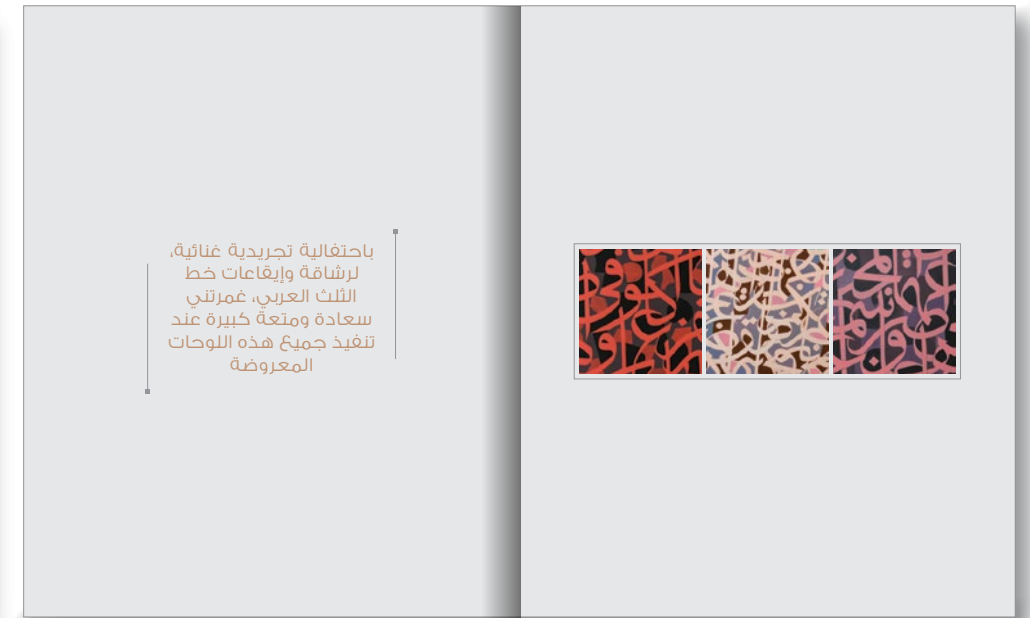 باحتفالية تجريدية غنائية،
لرشاقة وإيقاعات خط
الثلث العربي، غمرتني
سعادة ومتعة كبيرة عند
تنفيذ جميع هذه اللوحات
المعروضة